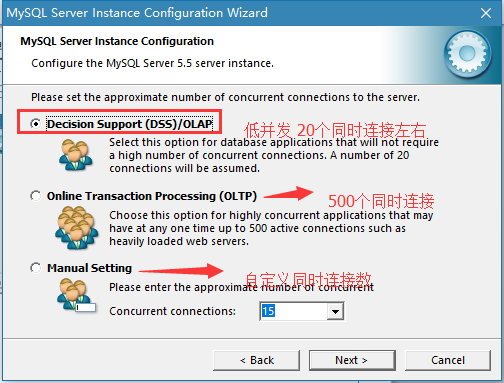 MySQL Server Instance Configuration Wizard
MySQL Server Instance Configuration
Configure the MySQL Server 5.5 server instance.
Please set the approximate number of concurrent connections to the server.
Decision Support (DSS)/OLAP
低并发 20个同时连接左右
Select this option for database applications that will not require
a high number of concurrent connections. A number of 20
connections will be assumed.
Online Transaction Processing (OLTP)
500个同时连接
Choose this option for highly concurrent applications that may
have at any one time up to 500 active connections such as
heavily loaded web servers.
Manual Setting
自定义同时连接数
Please enter the approximate number of concurrent
Concurrent connections:
15
< Back
Next >
Cancel